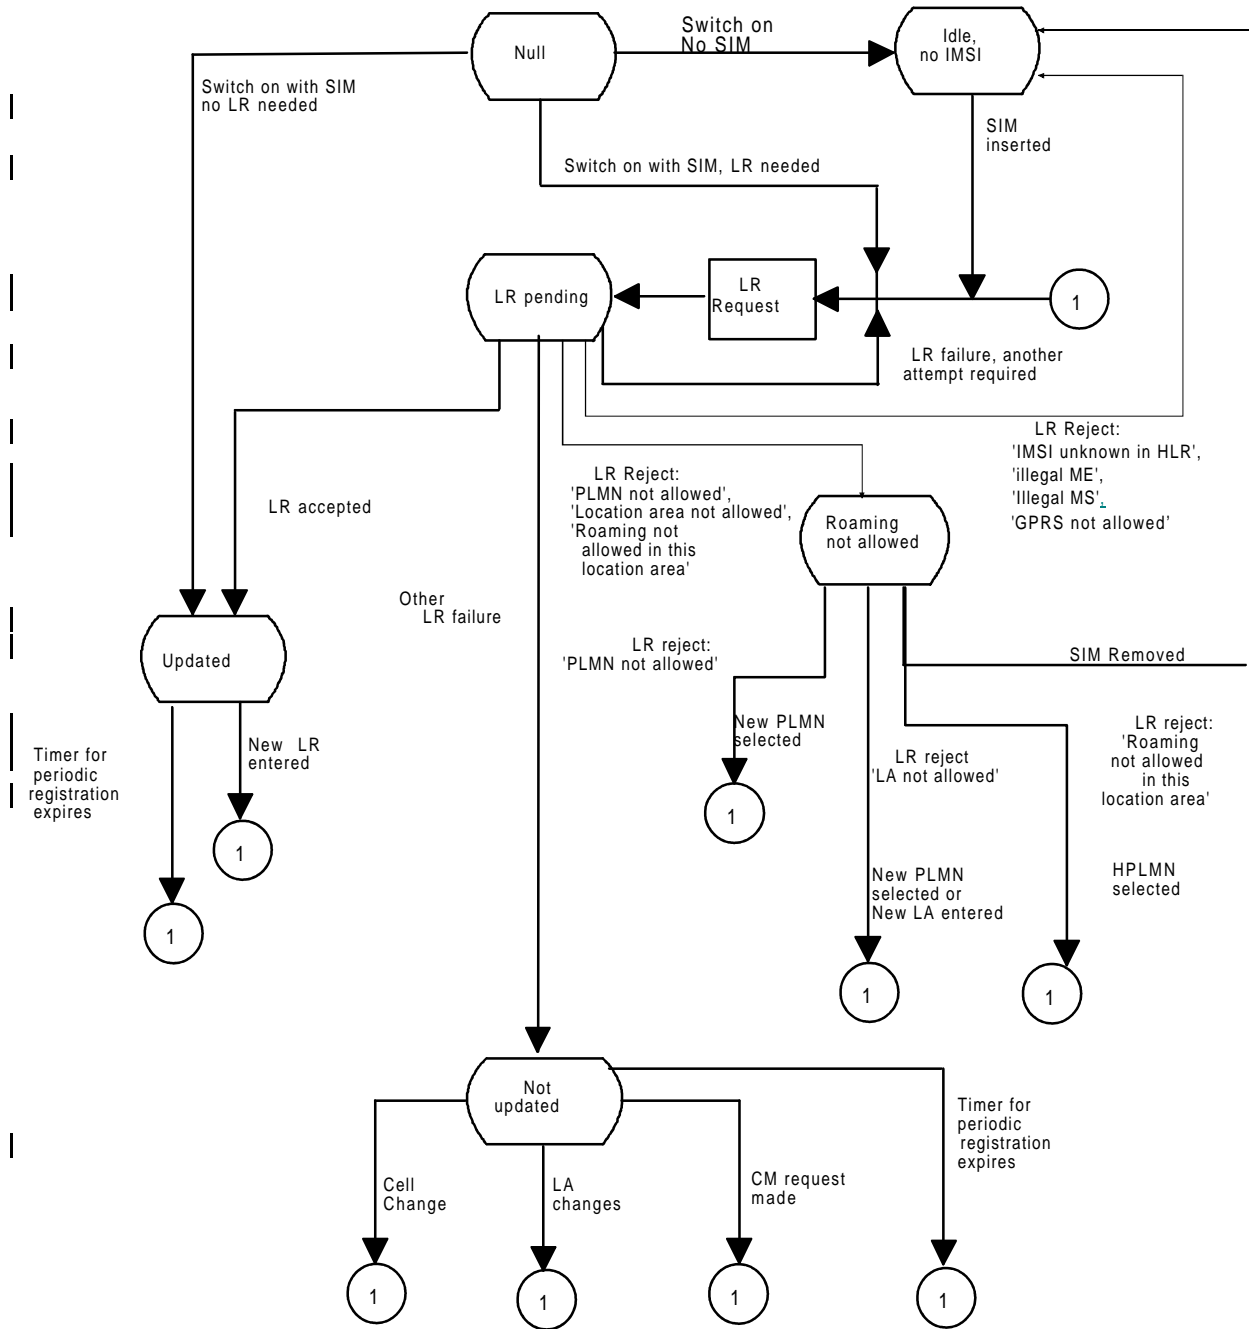 Switch on
No SIM
Null
Idle,
no IMSI
Switch on with SIM
no LR needed
SIM
inserted
Switch on with SIM, LR needed
LR pending
LR
Request
1
LR failure, another
attempt required
LR Reject:
'IMSI unknown in HLR',
'illegal ME',
'Illegal MS',
'GPRS not allowed’
LR Reject:
'PLMN not allowed',
'Location area not allowed',
'Roaming not
allowed in this
location area'
LR accepted
Roaming
not allowed
Other
LR failure
LR reject:
'PLMN not allowed'
SIM Removed
Updated
New PLMN
selected
LR reject
'LA not allowed'
LR reject:
'Roaming
not allowed
in this
location area'
Timer for
periodic
registration
expires
New LR
entered
1
1
1
New PLMN
selected or
New LA entered
HPLMN
selected
1
1
Not
updated
Timer for
periodic
registration
expires
Cell
Change
LA
changes
CM request
made
1
1
1
1